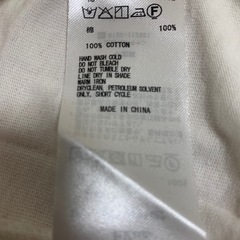 棉 100%
100% COTTON
HAND WASH COLD
DO NOT BLEACH
DO NOT TUMBLE DRY
LINE DRY IN SHADE
WARM IRON
DRYCLEAN, PETROLEUM SOLVENT
ONLY, SHORT CYCLE
MADE IN CHINA